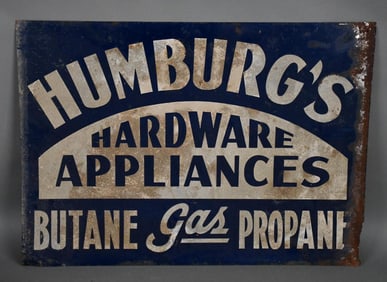 HUMBURG'S
HARDWARE
APPLIANCES
BUTANE Gas PROPANE